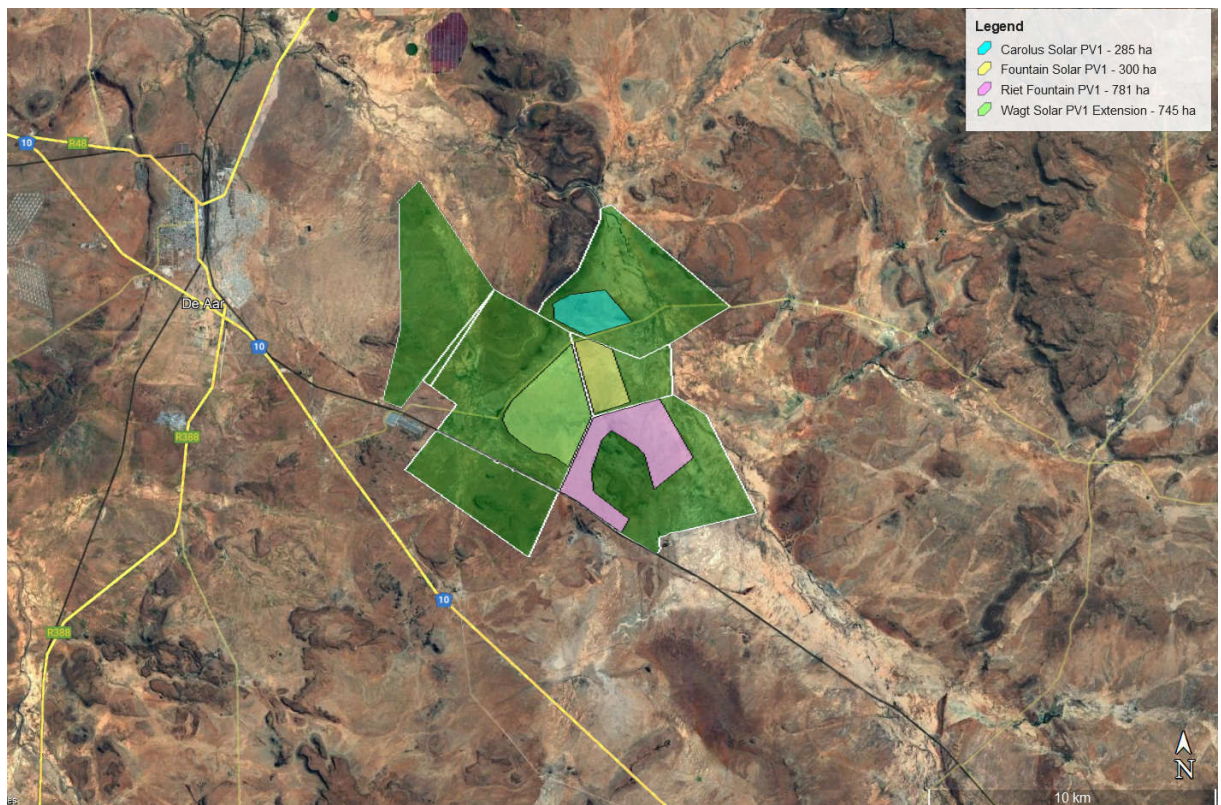 Legend
Carolus Solar PV1 - 285 ha
Fountain Solar PV1 - 300 ha
Riet Fountain PV1 - 781 ha
Wagt Solar PV1 Extension - 745 ha
10
R48
De Aar
10
R388
10
R388
N
10 km